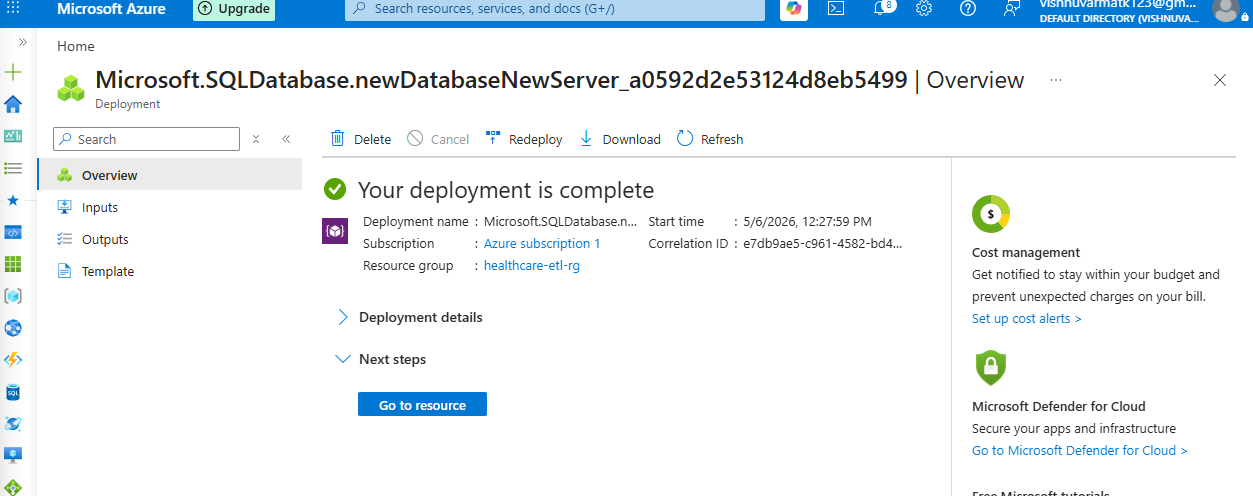 Microsoft Azure
Upgrade
Search resources, services, and docs (G+/)
8
vishnuvarmatk123@gm...
DEFAULT DIRECTORY (VISHNUVA...
Home
Microsoft.SQLDatabase.newDatabaseNewServer_a0592d2e53124d8eb5499 | Overview ...
Deployment
Search
Delete
Cancel
Redeploy
Download
Refresh
Overview
Inputs
Outputs
Template
Your deployment is complete
Deployment name : Microsoft.SQLDatabase.n...
Subscription : Azure subscription 1
Resource group : healthcare-etl-rg
Start time : 5/6/2026, 12:27:59 PM
Correlation ID : e7db9ae5-c961-4582-bd4...
Deployment details
Next steps
Go to resource
$
Cost management
Get notified to stay within your budget and
prevent unexpected charges on your bill.
Set up cost alerts >
Microsoft Defender for Cloud
Secure your apps and infrastructure
Go to Microsoft Defender for Cloud >
Free Microsoft tutorials
SQL